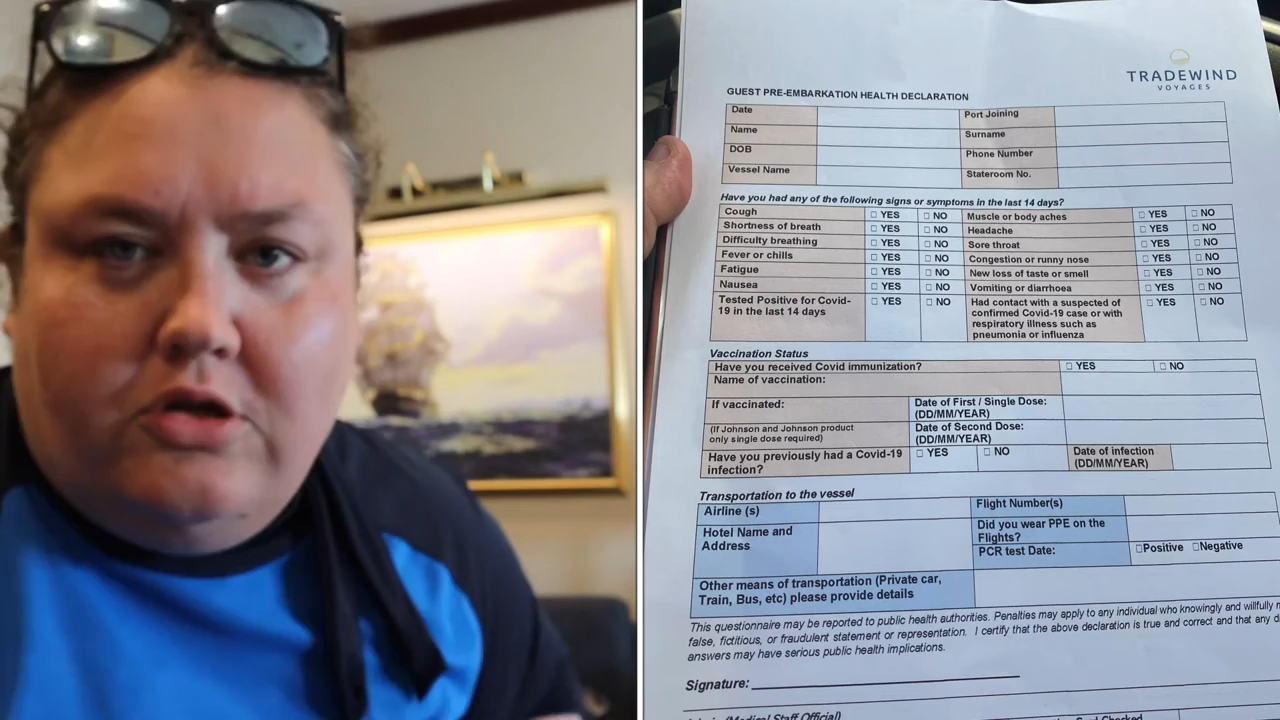 TRADEWIND
VOYAGES
GUEST PRE-EMBARKATION HEALTH DECLARATION
Date Port Joining
Name Surname
DOB Phone Number
Vessel Name Stateroom No.
Have you had any of the following signs or symptoms in the last 14 days?
Cough ☐ YES ☐ NO Muscle or body aches ☐ YES ☐ NO
Shortness of breath ☐ YES ☐ NO Headache ☐ YES ☐ NO
Difficulty breathing ☐ YES ☐ NO Sore throat ☐ YES ☐ NO
Fever or chills ☐ YES ☐ NO Congestion or runny nose ☐ YES ☐ NO
Fatigue ☐ YES ☐ NO New loss of taste or smell ☐ YES ☐ NO
Nausea ☐ YES ☐ NO Vomiting or diarrhoea ☐ YES ☐ NO
Tested Positive for Covid- ☐ YES ☐ NO Had contact with a suspected of ☐ YES ☐ NO
19 in the last 14 days confirmed Covid-19 case or with
respiratory illness such as
pneumonia or influenza
Vaccination Status
Have you received Covid immunization? ☐ YES ☐ NO
Name of vaccination:
If vaccinated: Date of First / Single Dose:
(DD/MM/YEAR)
(If Johnson and Johnson product Date of Second Dose:
only single dose required) (DD/MM/YEAR)
Have you previously had a Covid-19 ☐ YES ☐ NO Date of infection
infection? (DD/MM/YEAR)
Transportation to the vessel
Airline (s) Flight Number(s)
Hotel Name and Did you wear PPE on the
Address Flights?
PCR test Date: ☐Positive ☐Negative
Other means of transportation (Private car,
Train, Bus, etc) please provide details
This questionnaire may be reported to public health authorities. Penalties may apply to any individual who knowingly and willfully
false, fictitious, or fraudulent statement or representation. I certify that the above declaration is true and correct and that any
answers may have serious public health implications.
Signature:
(Medical Staff Official) Checked